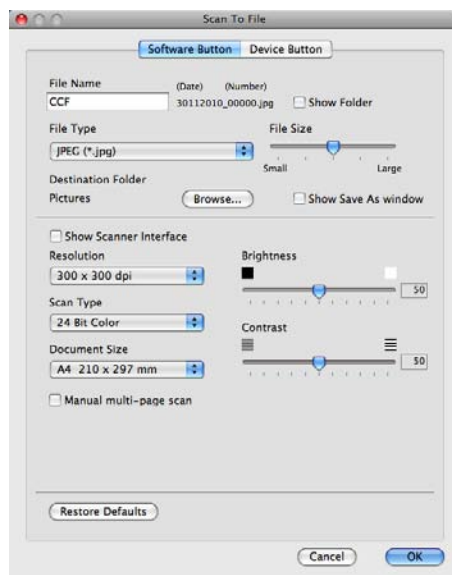 Scan To File
Software Button Device Button
File Name (Date) (Number)
CCF 30112010_00000.jpg Show Folder
File Type File Size
JPEG (*.jpg)
Small Large
Destination Folder
Pictures Browse... Show Save As window
Show Scanner Interface
Resolution Brightness
300 x 300 dpi
50
Scan Type
24 Bit Color
Contrast
Document Size
A4 210 x 297 mm 50
Manual multi-page scan
Restore Defaults
Cancel OK